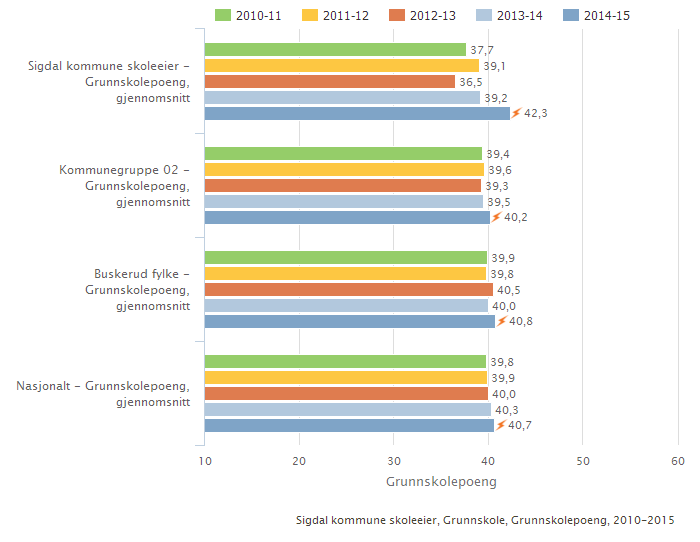 2010-11 2011-12 2012-13 2013-14 2014-15
Sigdal kommune skoleeier -
Grunnskolepoeng,
gjennomsnitt
37,7
39,1
36,5
39,2
42,3
Kommunegruppe 02 -
Grunnskolepoeng,
gjennomsnitt
39,4
39,6
39,3
39,5
40,2
Buskerud fylke -
Grunnskolepoeng,
gjennomsnitt
39,9
39,8
40,5
40,0
40,8
Nasjonalt - Grunnskolepoeng,
gjennomsnitt
39,8
39,9
40,0
40,3
40,7
10 20 30 40 50 60
Grunnskolepoeng
Sigdal kommune skoleeier, Grunnskole, Grunnskolepoeng, 2010-2015